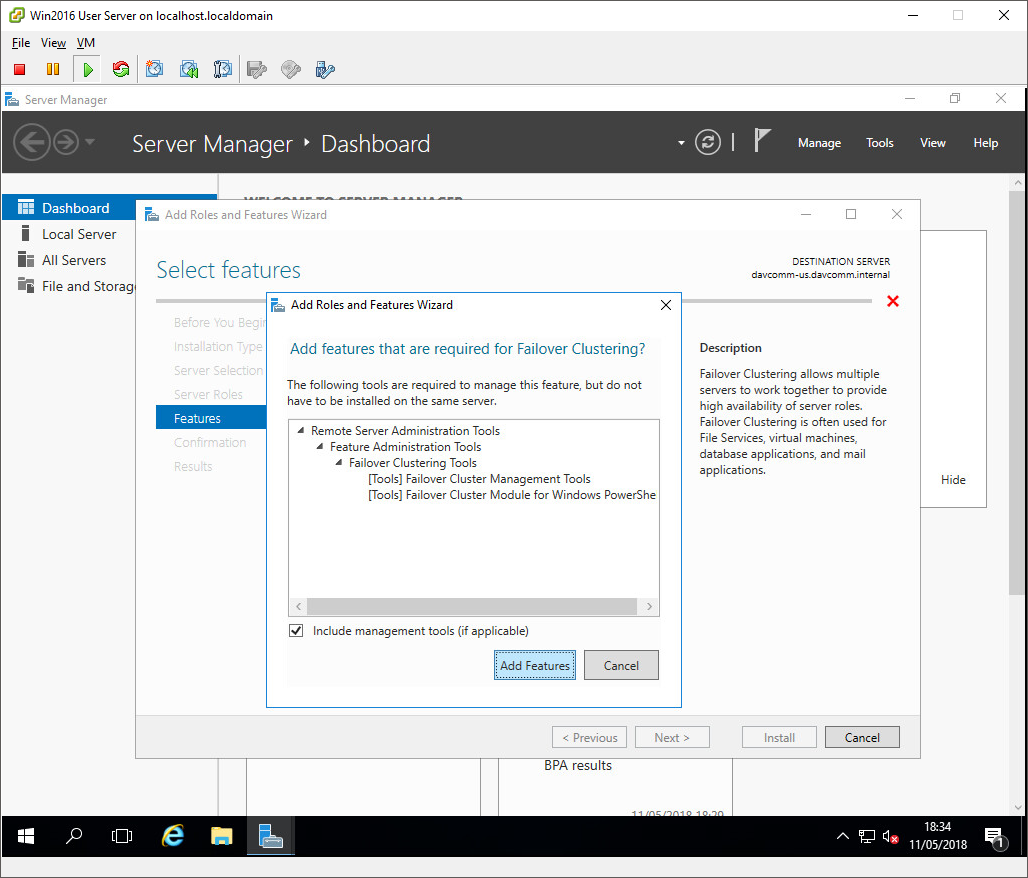 Win2016 User Server on localhost.localdomain
File View VM
Server Manager
Server Manager • Dashboard
Manage Tools View Help
Dashboard
Local Server
All Servers
File and Storag
WELCOME TO SERVER MANAGER
Add Roles and Features Wizard
Select features
DESTINATION SERVER
davcomm-us.davcomm.internal
Before You Begin
Installation Type
Server Selection
Server Roles
Features
Confirmation
Results
Add Roles and Features Wizard
Add features that are required for Failover Clustering?
The following tools are required to manage this feature, but do not
have to be installed on the same server.
Remote Server Administration Tools
Feature Administration Tools
Failover Clustering Tools
[Tools] Failover Cluster Management Tools
[Tools] Failover Cluster Module for Windows PowerShe
Include management tools (if applicable)
Add Features Cancel
Description
Failover Clustering allows multiple
servers to work together to provide
high availability of server roles.
Failover Clustering is often used for
File Services, virtual machines,
database applications, and mail
applications.
Hide
< Previous Next > Install Cancel
BPA results
11/05/2018 18:29
18:34
11/05/2018
1